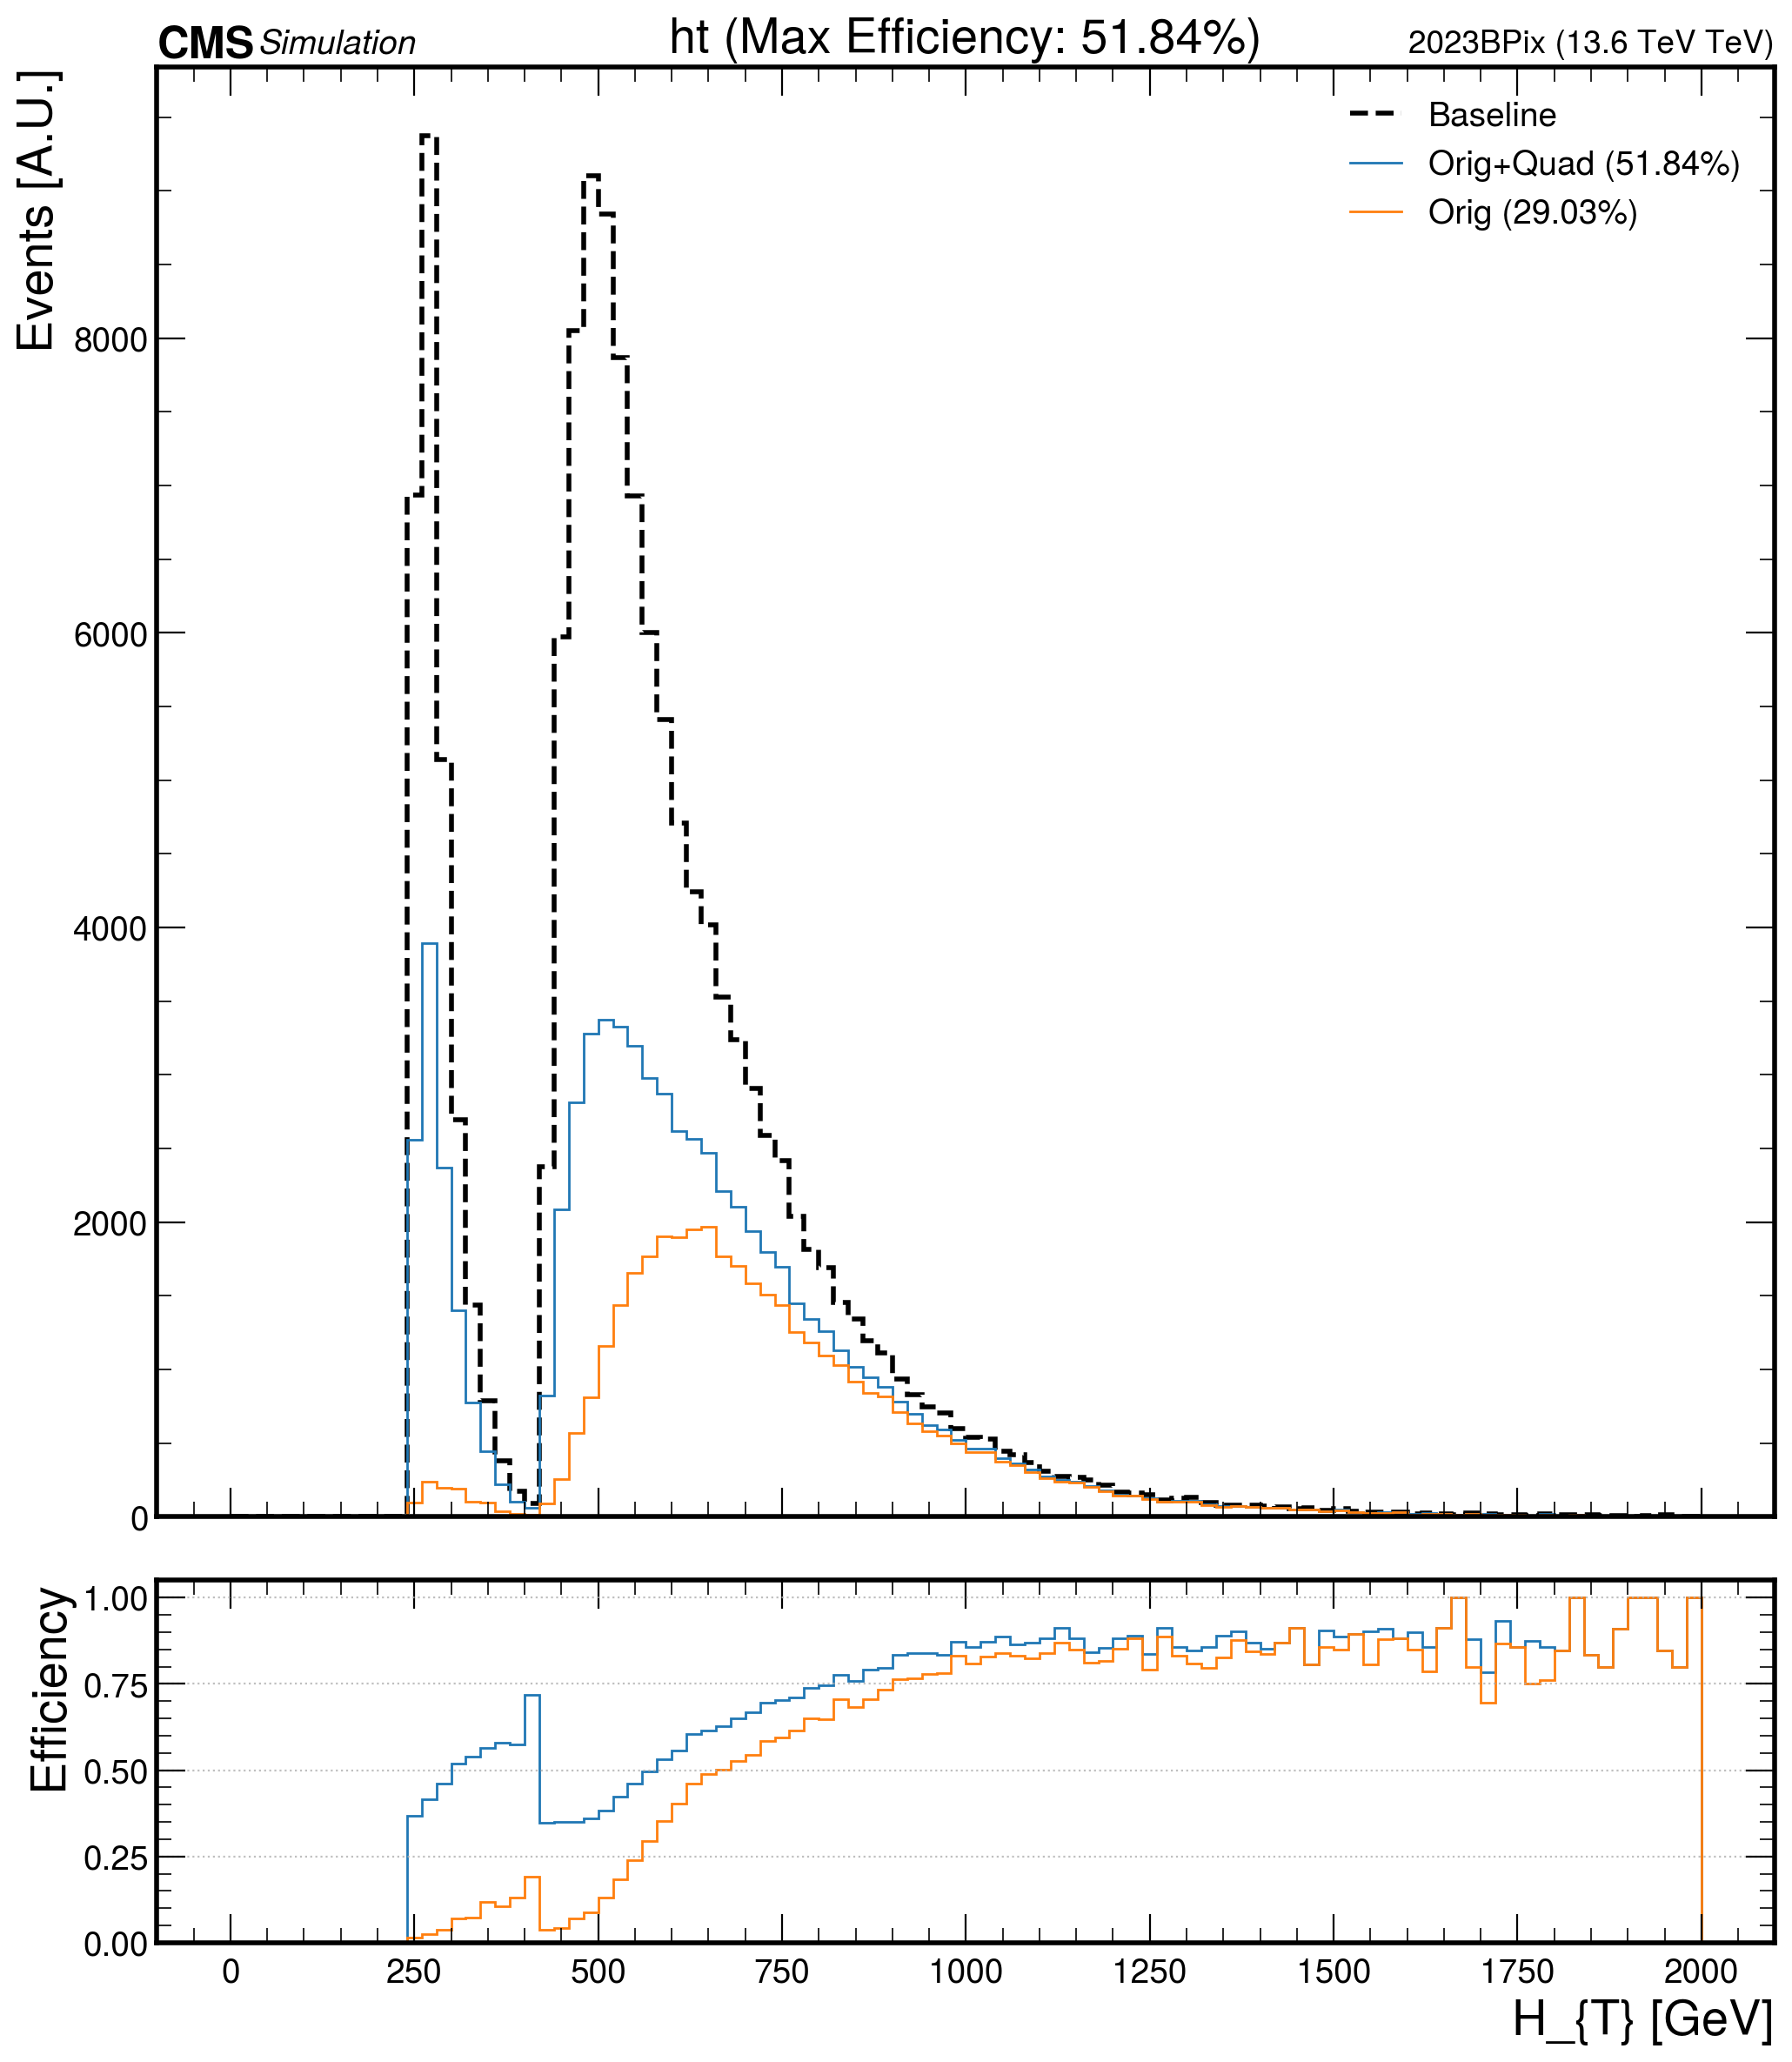 CMS Simulation ht (Max Efficiency: 51.84%) 2023BPix (13.6 TeV TeV)
Events [A.U.]
Baseline
Orig+Quad (51.84%)
Orig (29.03%)
8000
6000
4000
2000
0
Efficiency
1.00
0.75
0.50
0.25
0.00
0 250 500 750 1000 1250 1500 1750 2000
H_{T} [GeV]